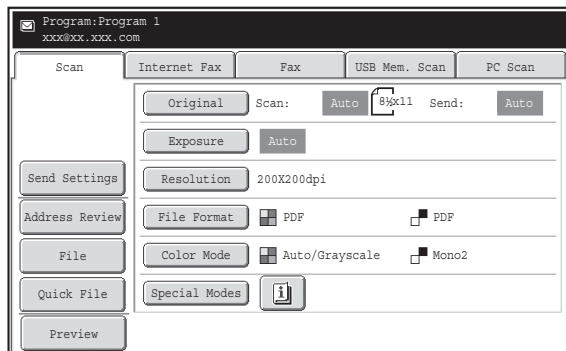 Program:Program 1
xxx@xx.xxx.com
Scan Internet Fax Fax USB Mem. Scan PC Scan
Original Scan: Auto 8½x11 Send: Auto
Exposure Auto
Send Settings Resolution 200X200dpi
Address Review File Format PDF PDF
File Color Mode Auto/Grayscale Mono2
Quick File Special Modes
Preview